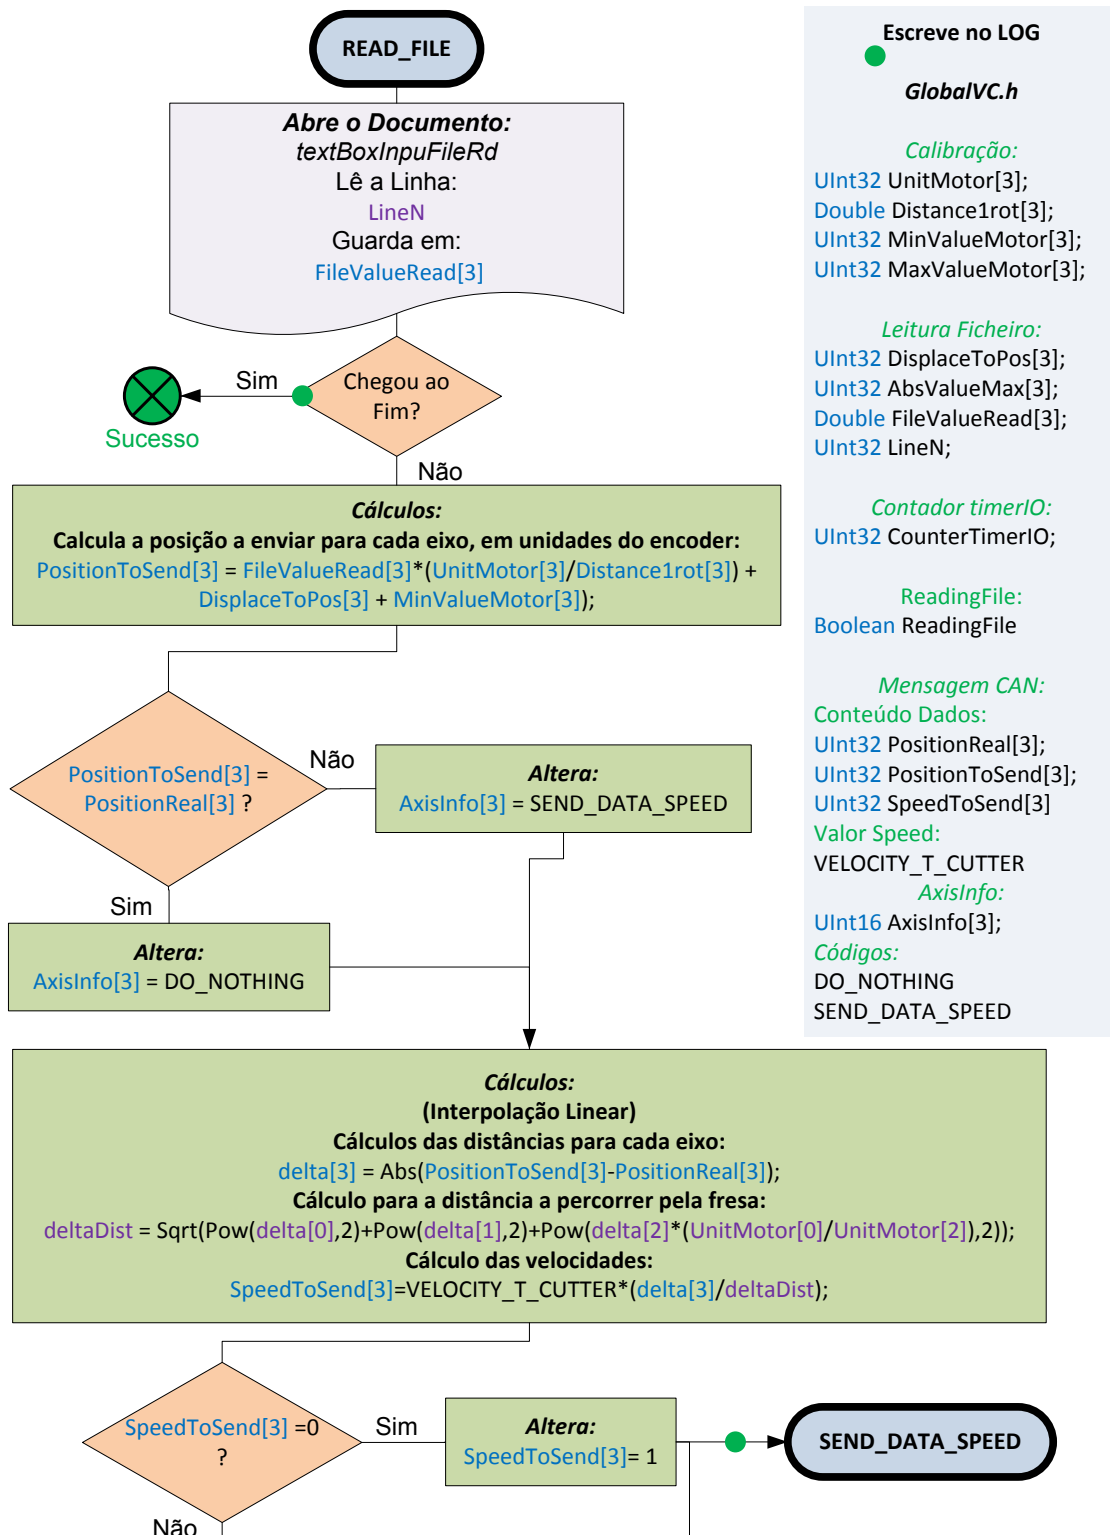 READ_FILE
Abre o Documento:
textBoxInpuFileRd
Lê a Linha:
LineN
Guarda em:
FileValueRead[3]
Chegou ao
Fim?
Sim
Sucesso
Não
Cálculos:
Calcula a posição a enviar para cada eixo, em unidades do encoder:
PositionToSend[3] = FileValueRead[3]*(UnitMotor[3]/Distance1rot[3]) +
DisplaceToPos[3] + MinValueMotor[3]);
PositionToSend[3] =
PositionReal[3] ?
Não
Altera:
AxisInfo[3] = SEND_DATA_SPEED
Sim
Altera:
AxisInfo[3] = DO_NOTHING
Cálculos:
(Interpolação Linear)
Cálculos das distâncias para cada eixo:
delta[3] = Abs(PositionToSend[3]-PositionReal[3]);
Cálculo para a distância a percorrer pela fresa:
deltaDist = Sqrt(Pow(delta[0],2)+Pow(delta[1],2)+Pow(delta[2]*(UnitMotor[0]/UnitMotor[2]),2));
Cálculo das velocidades:
SpeedToSend[3]=VELOCITY_T_CUTTER*(delta[3]/deltaDist);
SpeedToSend[3] =0
?
Sim
Altera:
SpeedToSend[3]= 1
SEND_DATA_SPEED
Não
Escreve no LOG
GlobalVC.h
Calibração:
UInt32 UnitMotor[3];
Double Distance1rot[3];
UInt32 MinValueMotor[3];
UInt32 MaxValueMotor[3];
Leitura Ficheiro:
UInt32 DisplaceToPos[3];
UInt32 AbsValueMax[3];
Double FileValueRead[3];
UInt32 LineN;
Contador timerIO:
UInt32 CounterTimerIO;
ReadingFile:
Boolean ReadingFile
Mensagem CAN:
Conteúdo Dados:
UInt32 PositionReal[3];
UInt32 PositionToSend[3];
UInt32 SpeedToSend[3]
Valor Speed:
VELOCITY_T_CUTTER
AxisInfo:
UInt16 AxisInfo[3];
Códigos:
DO_NOTHING
SEND_DATA_SPEED